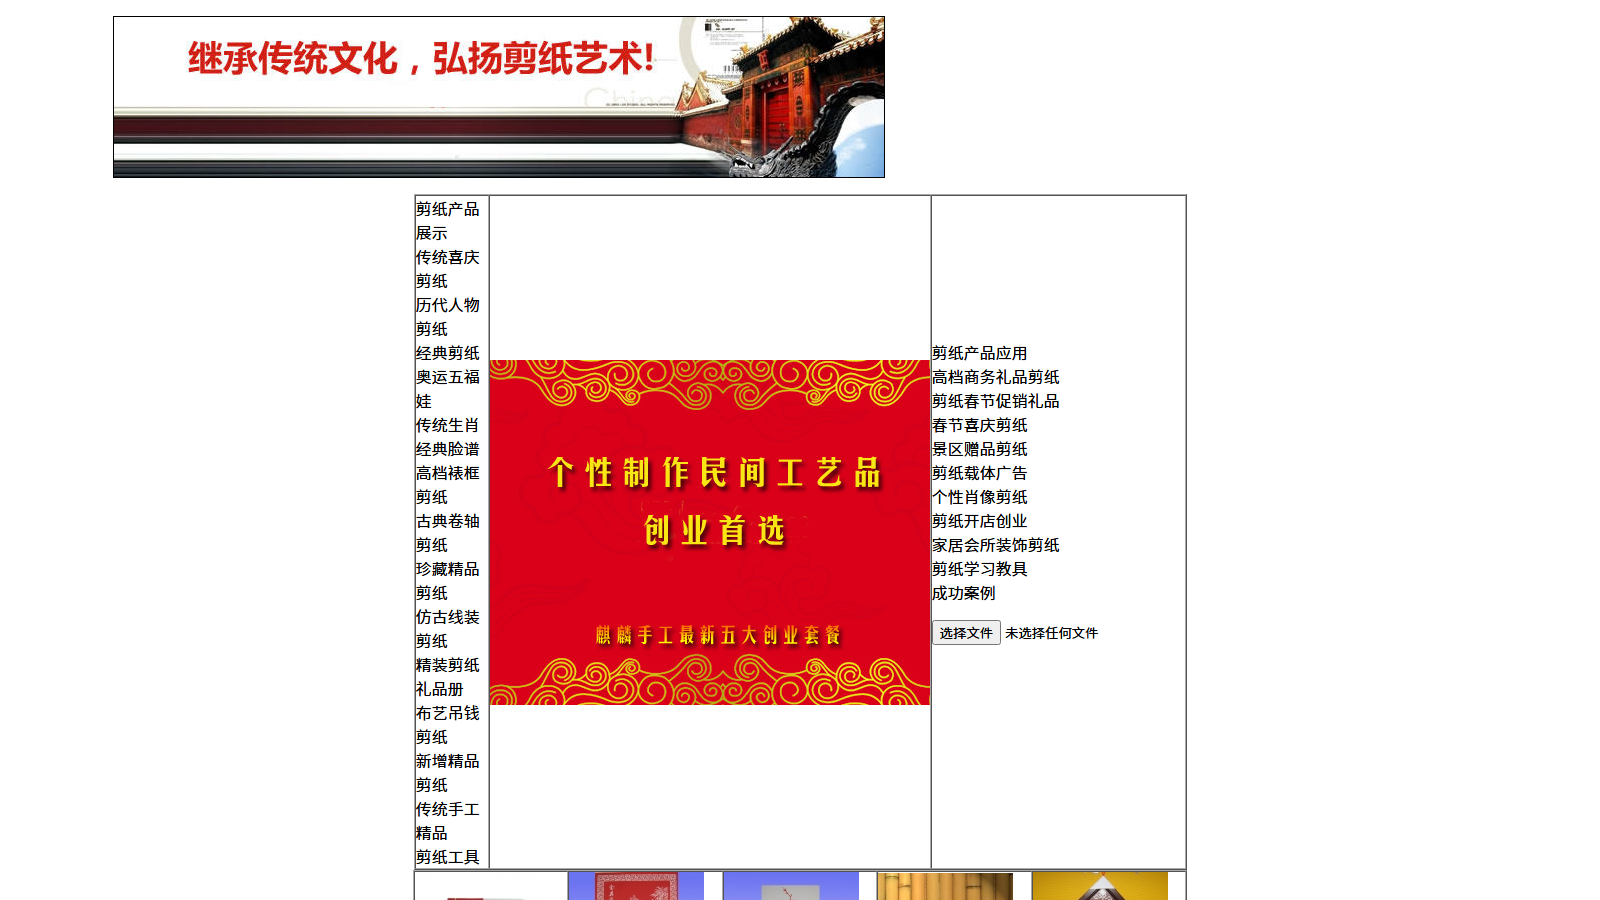 继承传统文化，弘扬剪纸艺术!
China
剪纸产品
展示
传统喜庆
剪纸
历代人物
剪纸
经典剪纸
奥运五福
娃
传统生肖
经典脸谱
高档裱框
剪纸
古典卷轴
剪纸
珍藏精品
剪纸
仿古线装
剪纸
精装剪纸
礼品册
布艺吊钱
剪纸
新增精品
剪纸
传统手工
精品
剪纸工具
个性制作民间工艺品
创业首选
麒麟手工最新五大创业套餐
剪纸产品应用
高档商务礼品剪纸
剪纸春节促销礼品
春节喜庆剪纸
景区赠品剪纸
剪纸载体广告
个性肖像剪纸
剪纸开店创业
家居会所装饰剪纸
剪纸学习教具
成功案例
选择文件 未选择任何文件